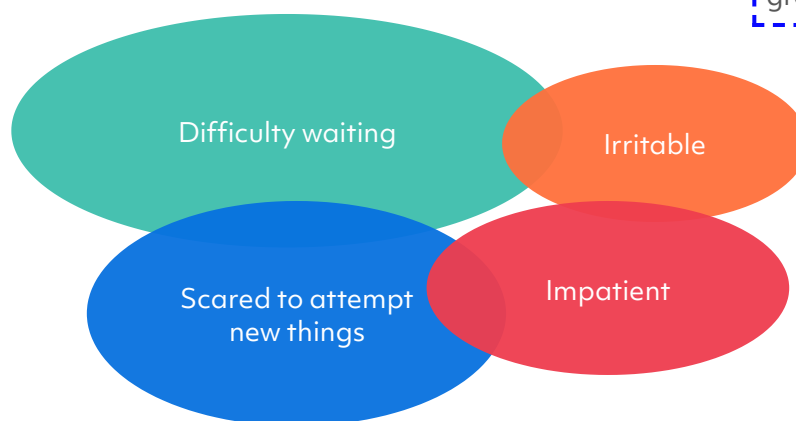 Difficulty waiting
Irritable
Scared to attempt
new things
Impatient